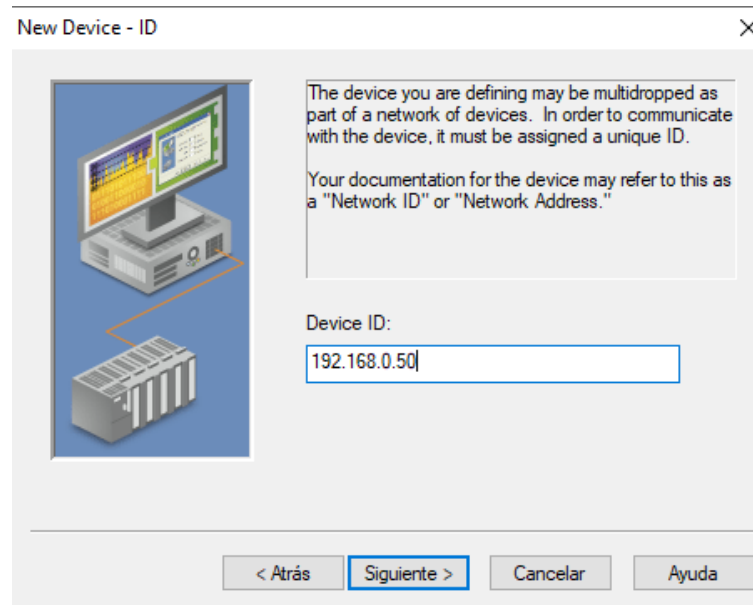 New Device - ID
The device you are defining may be multidropped as
part of a network of devices.  In order to communicate
with the device, it must be assigned a unique ID.
Your documentation for the device may refer to this as
a "Network ID" or "Network Address."
Device ID:
192.168.0.50
< Atrás
Siguiente >
Cancelar
Ayuda